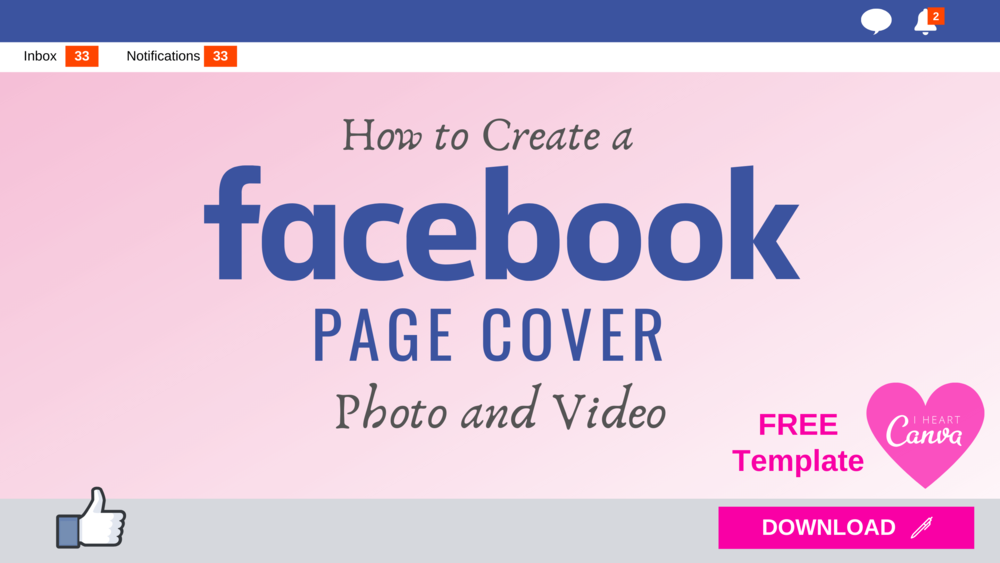 2
Inbox 33 Notifications 33
How to Create a
facebook
PAGE COVER
Photo and Video
FREE
Template
I HEART
Canva
DOWNLOAD